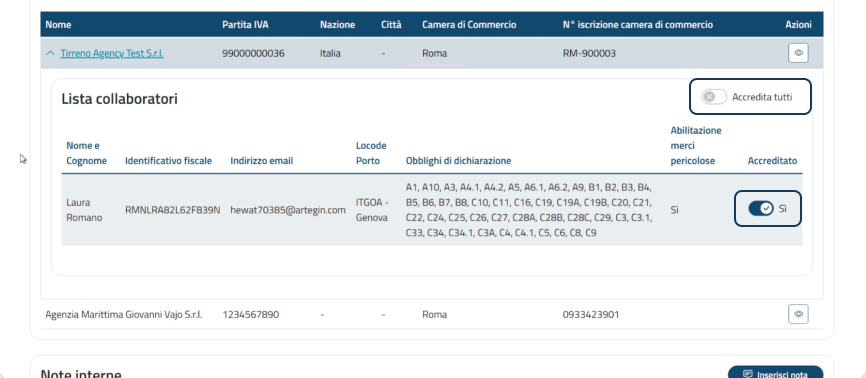 Nome Partita IVA Nazione Città Camera di Commercio N° iscrizione camera di commercio Azioni
Tirreno Agency Test S.r.l. 99000000036 Italia - Roma RM-900003
Lista collaboratori
Accredita tutti
Nome e Cognome Identificativo fiscale Indirizzo email Locode Porto Obblighi di dichiarazione Abilitazione merci pericolose Accreditato
Laura Romano RMNLRA82L62F839N hewat70385@artegin.com ITGOA - Genova
A1, A10, A3, A4.1, A4.2, A5, A6.1, A6.2, A9, B1, B2, B3, B4,
B5, B6, B7, B8, C10, C11, C16, C19, C19A, C19B, C20, C21,
C22, C24, C25, C26, C27, C28A, C28B, C28C, C29, C3, C3.1,
C33, C34, C34.1, C3A, C4, C4.1, C5, C6, C8, C9
Sì Sì
Agenzia Marittima Giovanni Vajo S.r.l. 1234567890 - - Roma 0933423901
Note interne
Inserisci nota